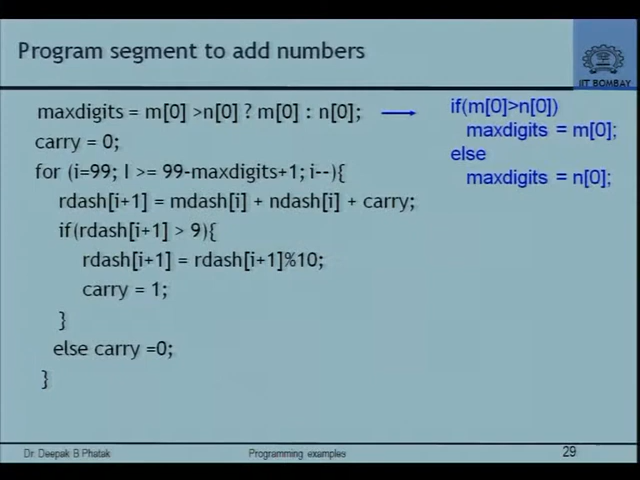 Program segment to add numbers
IIT BOMBAY
maxdigits = m[0] >n[0] ? m[0] : n[0];
if(m[0]>n[0])
maxdigits = m[0];
else
maxdigits = n[0];
carry = 0;
for (i=99; I >= 99-maxdigits+1; i--){
rdash[i+1] = mdash[i] + ndash[i] + carry;
if(rdash[i+1] > 9){
rdash[i+1] = rdash[i+1]%10;
carry = 1;
}
else carry =0;
}
Dr. Deepak B Phatak
Programming examples
29